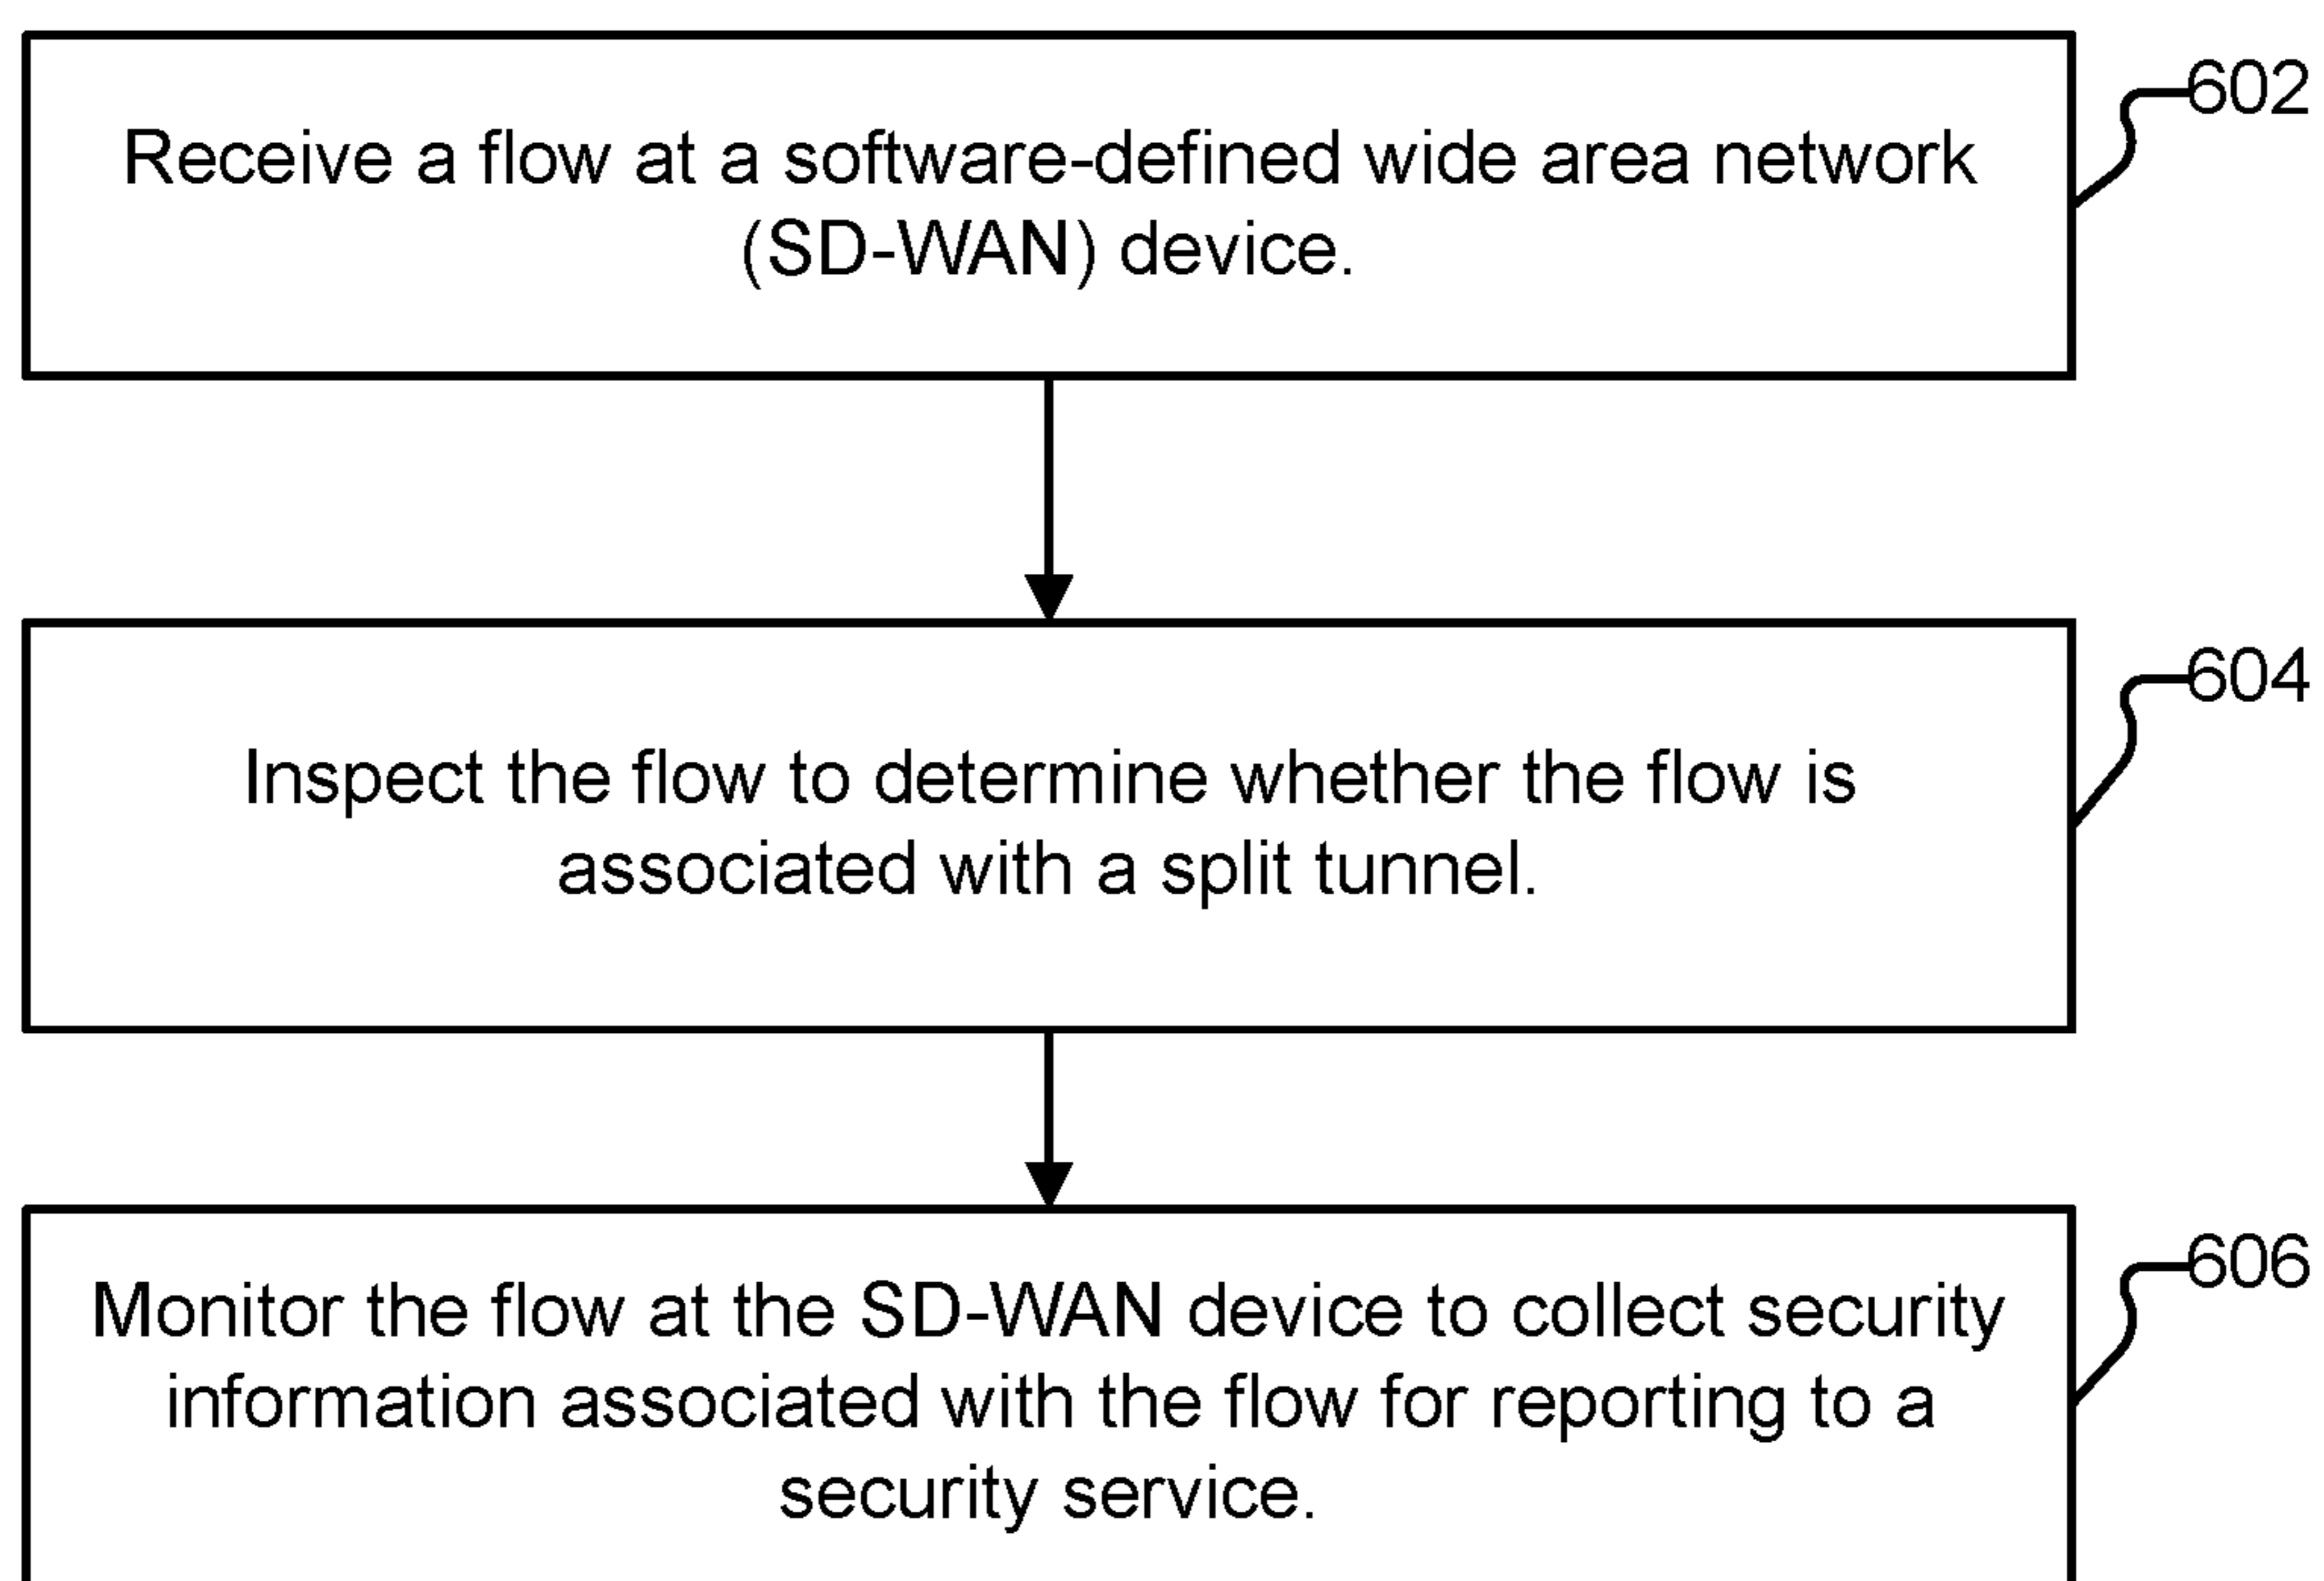 Receive a flow at a software-defined wide area network
(SD-WAN) device.
602
Inspect the flow to determine whether the flow is
associated with a split tunnel.
604
Monitor the flow at the SD-WAN device to collect security
information associated with the flow for reporting to a
security service.
606